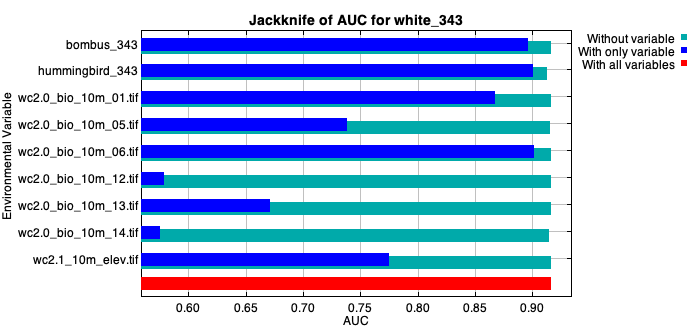 Jackknife of AUC for white_343
Without variable
With only variable
With all variables
Environmental Variable
bombus_343
hummingbird_343
wc2.0_bio_10m_01.tif
wc2.0_bio_10m_05.tif
wc2.0_bio_10m_06.tif
wc2.0_bio_10m_12.tif
wc2.0_bio_10m_13.tif
wc2.0_bio_10m_14.tif
wc2.1_10m_elev.tif
0.60 0.65 0.70 0.75 0.80 0.85 0.90
AUC